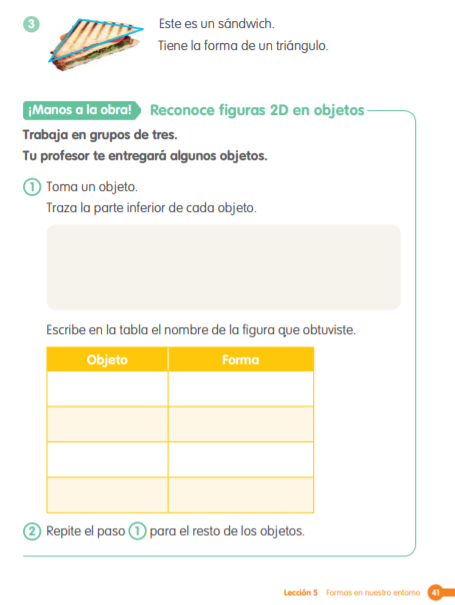 3
Este es un sándwich.
Tiene la forma de un triángulo.
¡Manos a la obra! Reconoce figuras 2D en objetos
Trabaja en grupos de tres.
Tu profesor te entregará algunos objetos.
1 Toma un objeto.
Traza la parte inferior de cada objeto.
Escribe en la tabla el nombre de la figura que obtuviste.
Objeto Forma
2 Repite el paso 1 para el resto de los objetos.
Lección 5 Formas en nuestro entorno 41